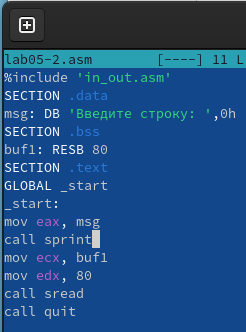 lab05-2.asm [----] 11 L
%include 'in_out.asm'
SECTION .data
msg: DB 'Введите строку: ',0h
SECTION .bss
buf1: RESB 80
SECTION .text
GLOBAL _start
_start:
mov eax, msg
call sprint
mov ecx, buf1
mov edx, 80
call sread
call quit